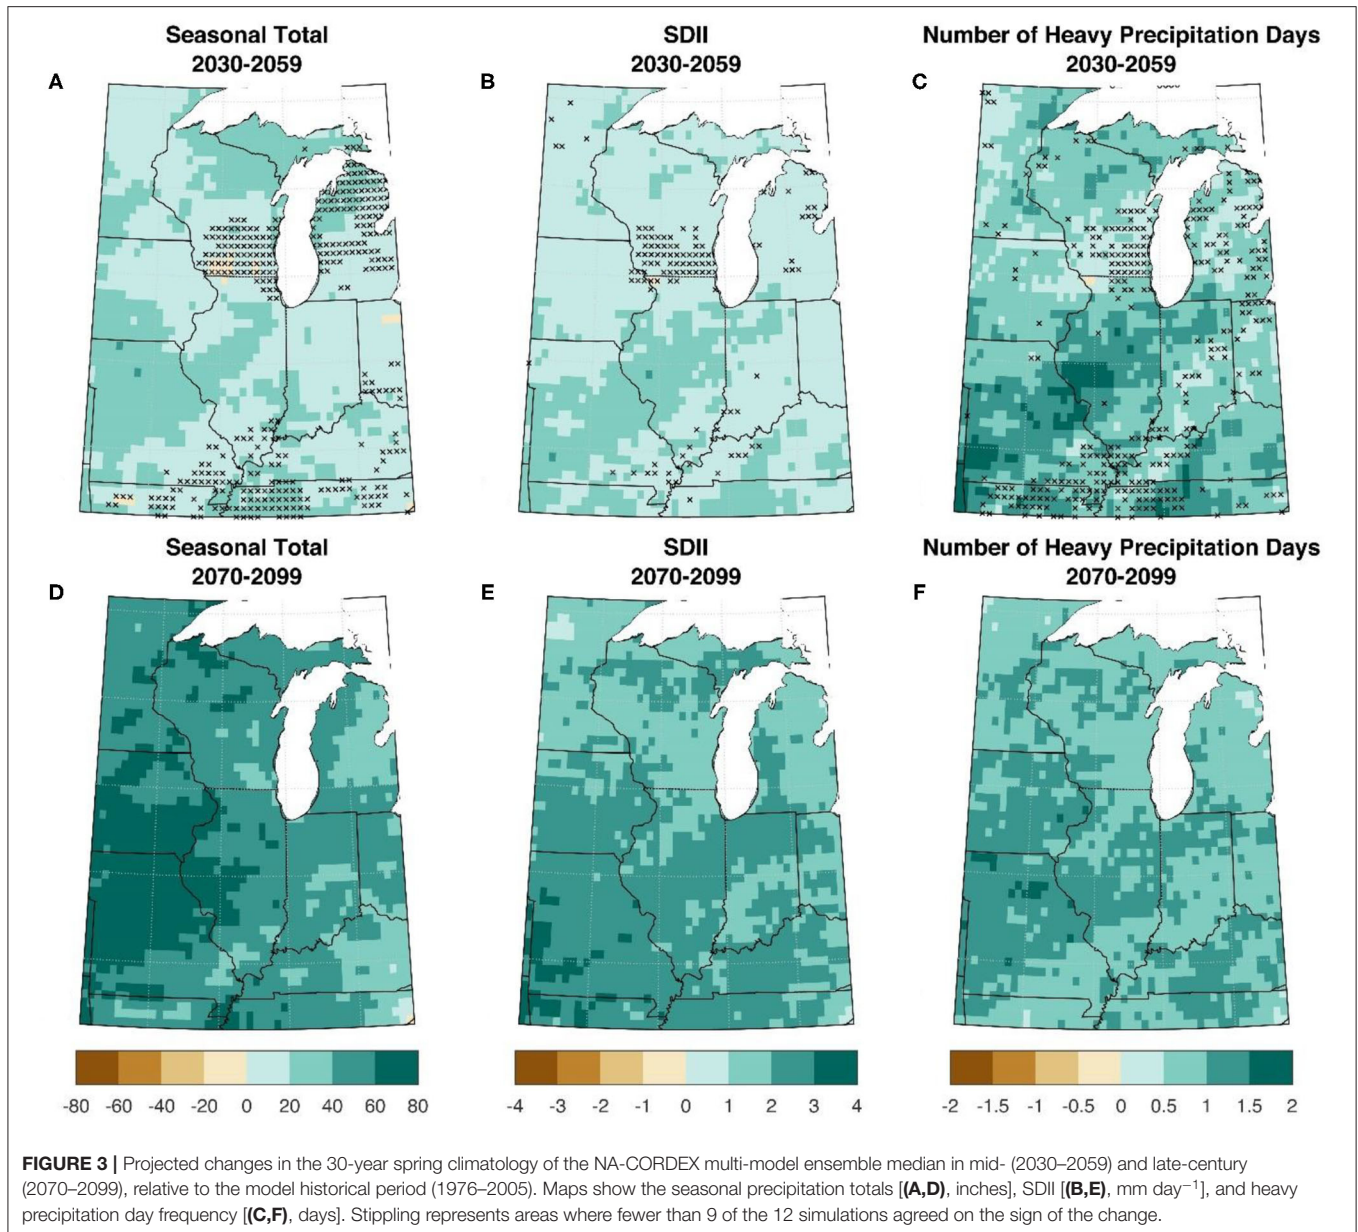 Seasonal Total
2030-2059
SDII
2030-2059
Number of Heavy Precipitation Days
2030-2059
A
B
C
Seasonal Total
2070-2099
SDII
2070-2099
Number of Heavy Precipitation Days
2070-2099
D
E
F
-80 -60 -40 -20 0 20 40 60 80
-4 -3 -2 -1 0 1 2 3 4
-2 -1.5 -1 -0.5 0 0.5 1 1.5 2
FIGURE 3 | Projected changes in the 30-year spring climatology of the NA-CORDEX multi-model ensemble median in mid- (2030–2059) and late-century
(2070–2099), relative to the model historical period (1976–2005). Maps show the seasonal precipitation totals [(A,D), inches], SDII [(B,E), mm day−1], and heavy
precipitation day frequency [(C,F), days]. Stippling represents areas where fewer than 9 of the 12 simulations agreed on the sign of the change.